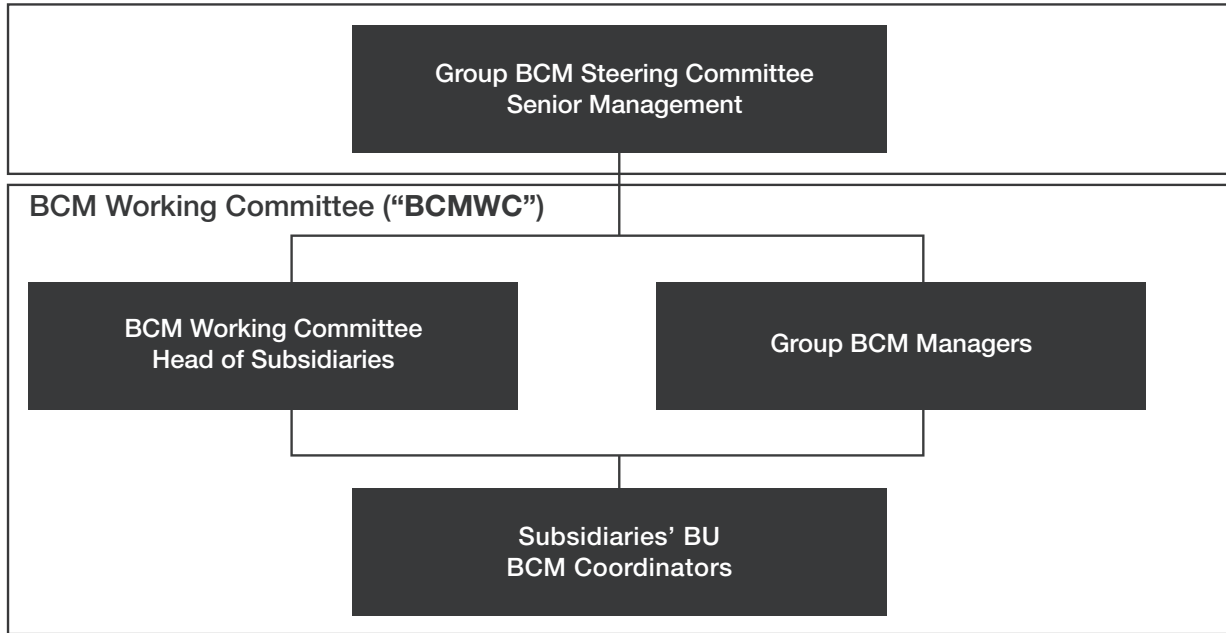 Group BCM Steering Committee
Senior Management
BCM Working Committee (“BCMWC”)
BCM Working Committee
Head of Subsidiaries
Group BCM Managers
Subsidiaries’ BU
BCM Coordinators